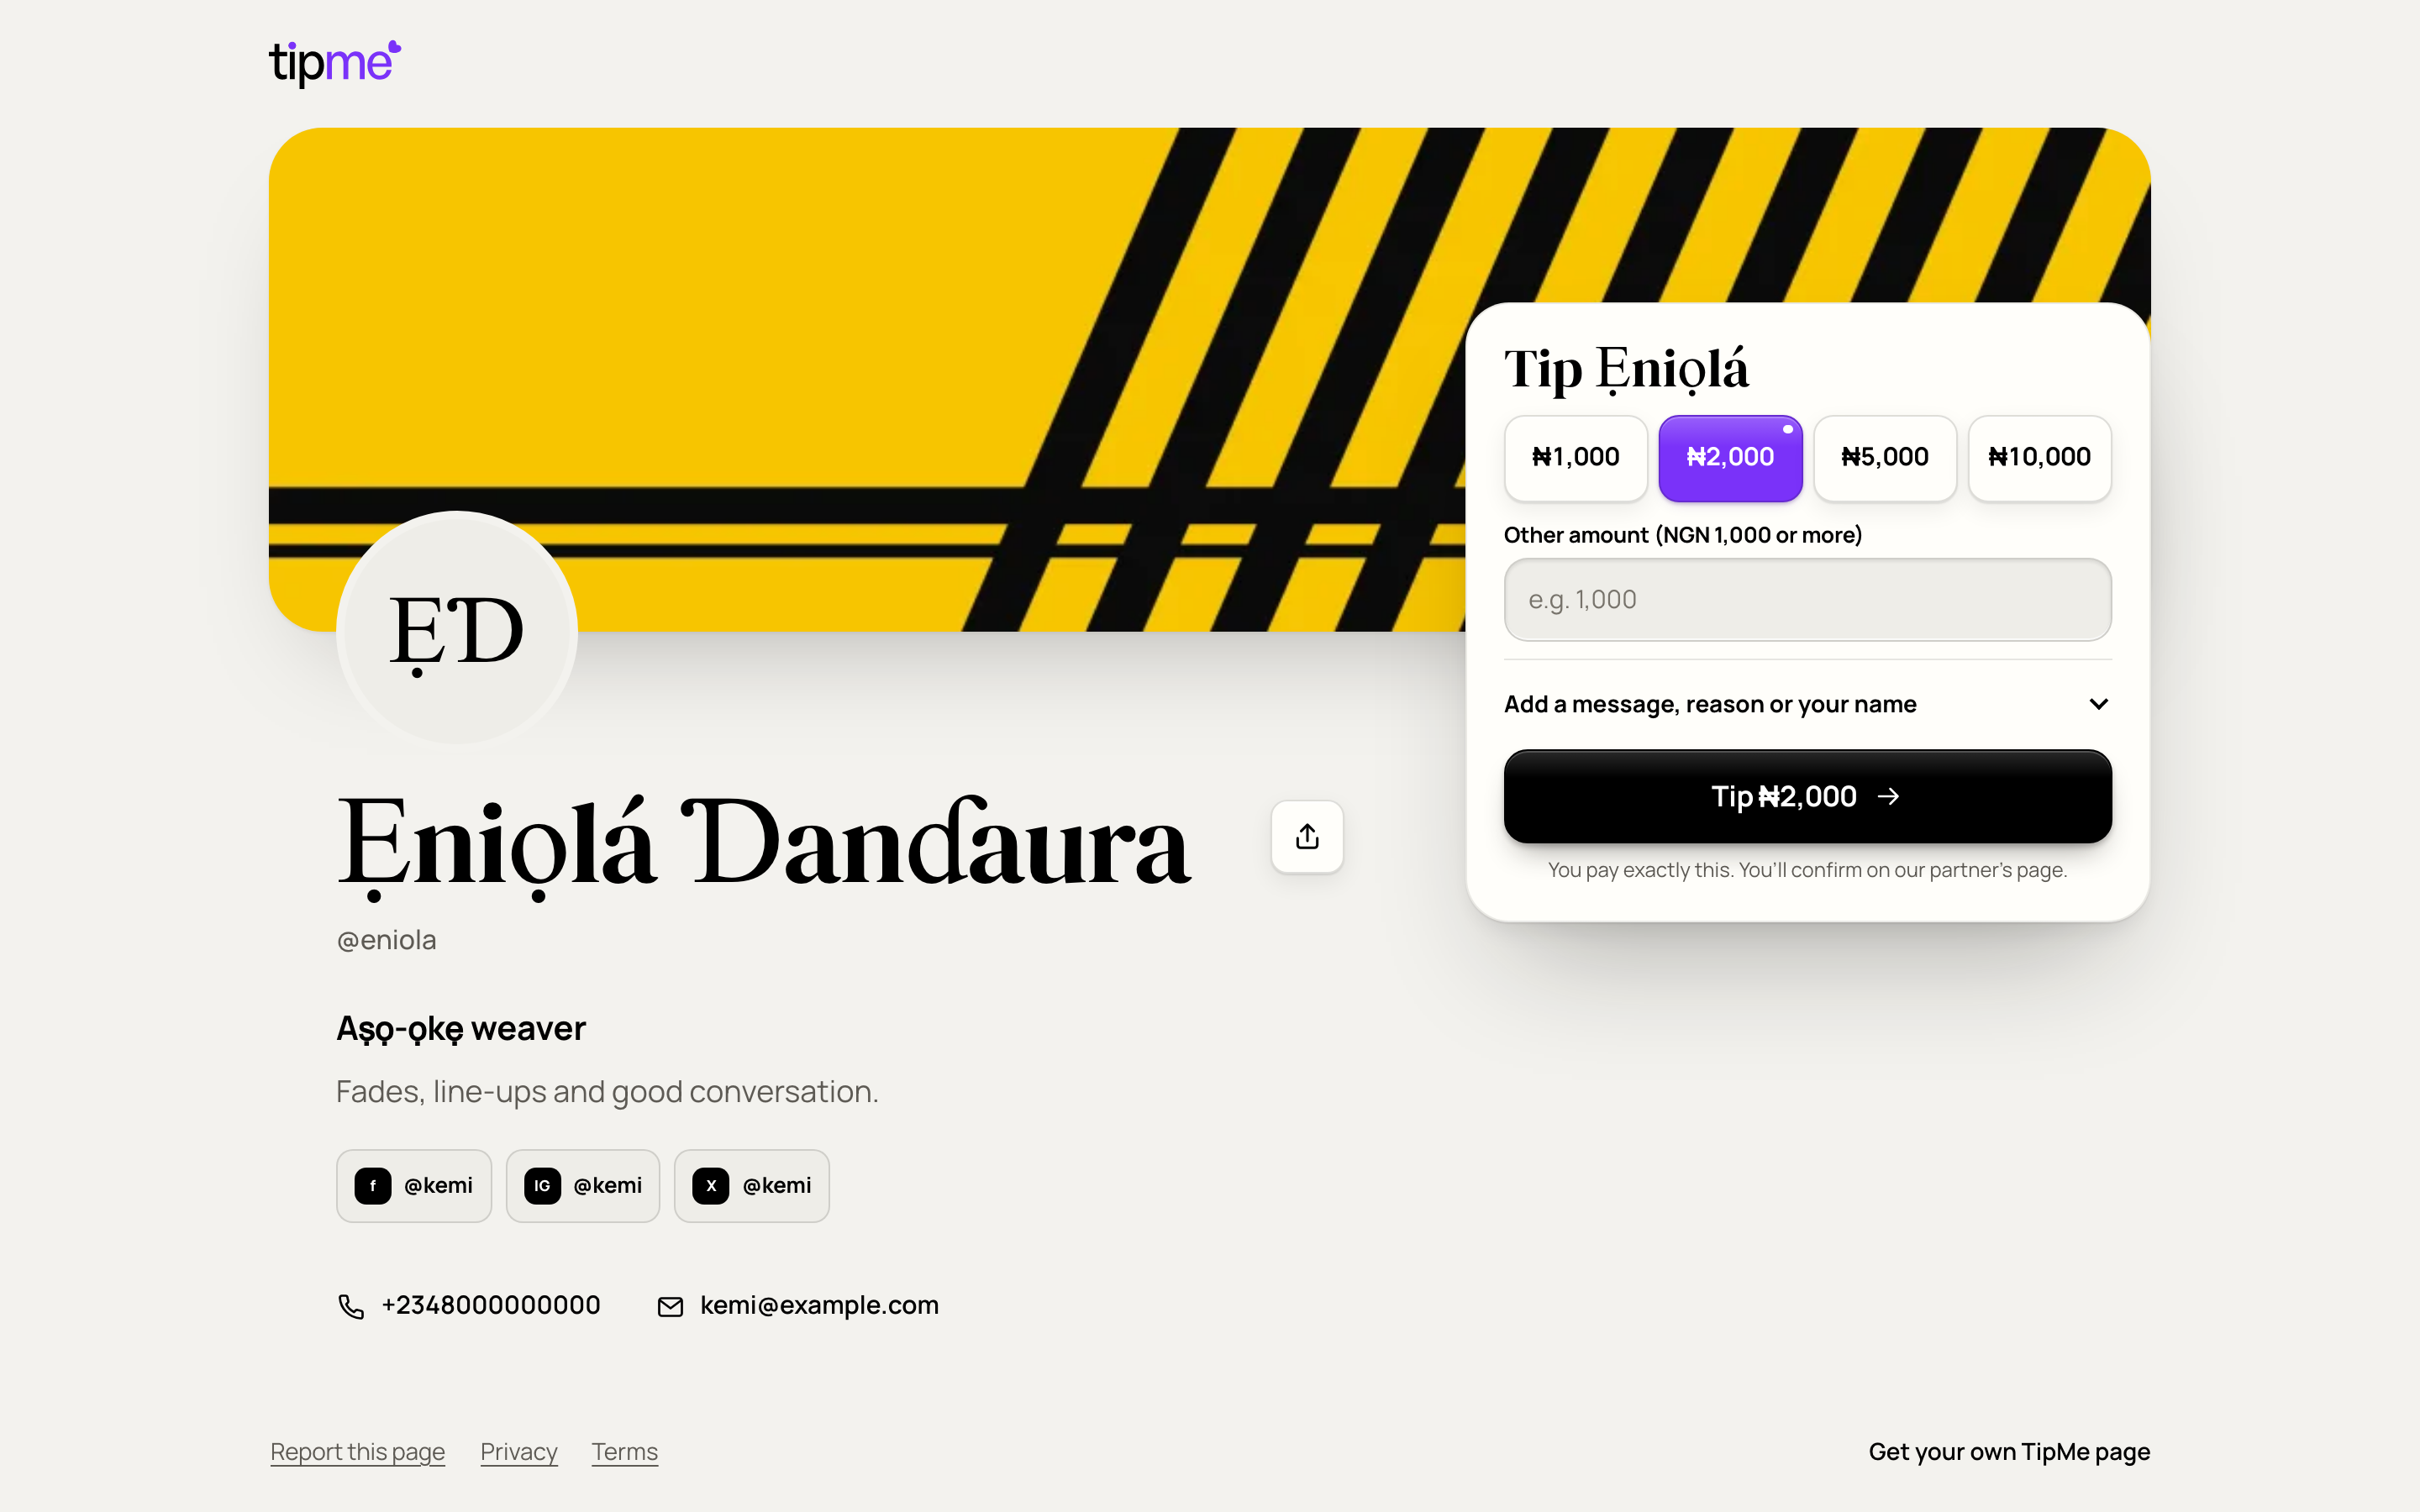 tipme
Tip Ẹniọlá
₦1,000
₦2,000
₦5,000
₦10,000
Other amount (NGN 1,000 or more)
e.g. 1,000
Add a message, reason or your name
Tip ₦2,000 →
You pay exactly this. You'll confirm on our partner's page.
ẸƊ
Ẹniọlá Ɗanɗaura
@eniola
Aṣọ-ọkẹ weaver
Fades, line-ups and good conversation.
f @kemi
IG @kemi
X @kemi
+2348000000000
kemi@example.com
Report this page
Privacy
Terms
Get your own TipMe page